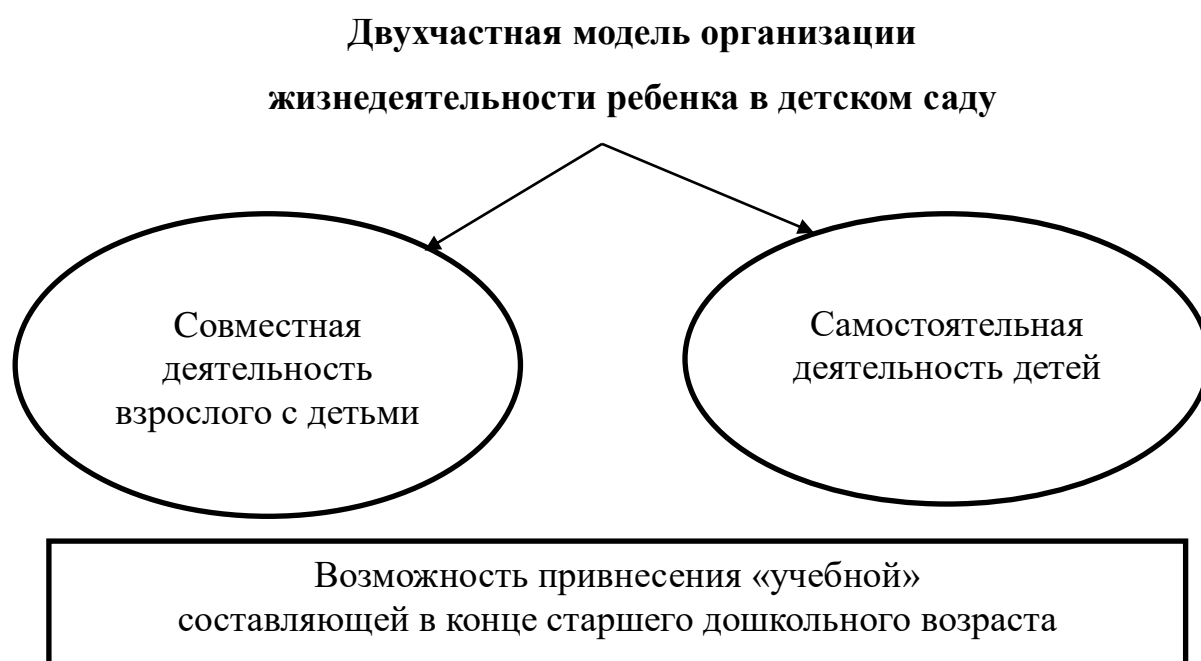 Двухчастная модель организации
жизнедеятельности ребенка в детском саду
Совместная
деятельность
взрослого с детьми
Самостоятельная
деятельность детей
Возможность привнесения «учебной»
составляющей в конце старшего дошкольного возраста